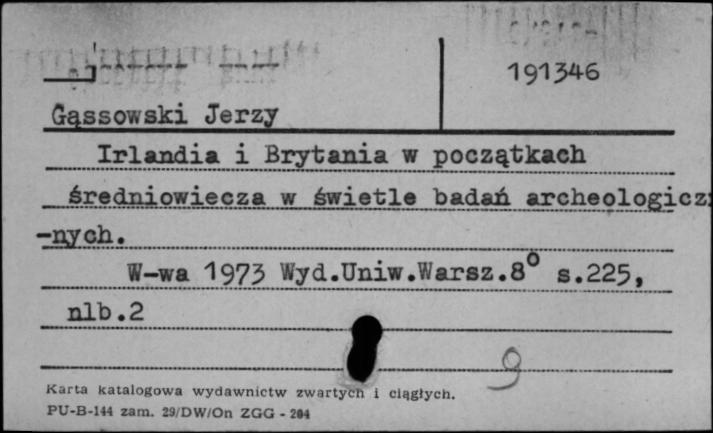 191346
Gąssowski Jerzy
Irlandia i Brytania w początkach
średniowiecza w świetle badań archeologicz
-nych.
W-wa 1973 Wyd.Uniw.Warsz.8° s.225,
nlb.2
9
Karta katalogowa wydawnictw zwartych i ciągłych.
PU-B-144 zam. 29/DW/On ZGG - 204